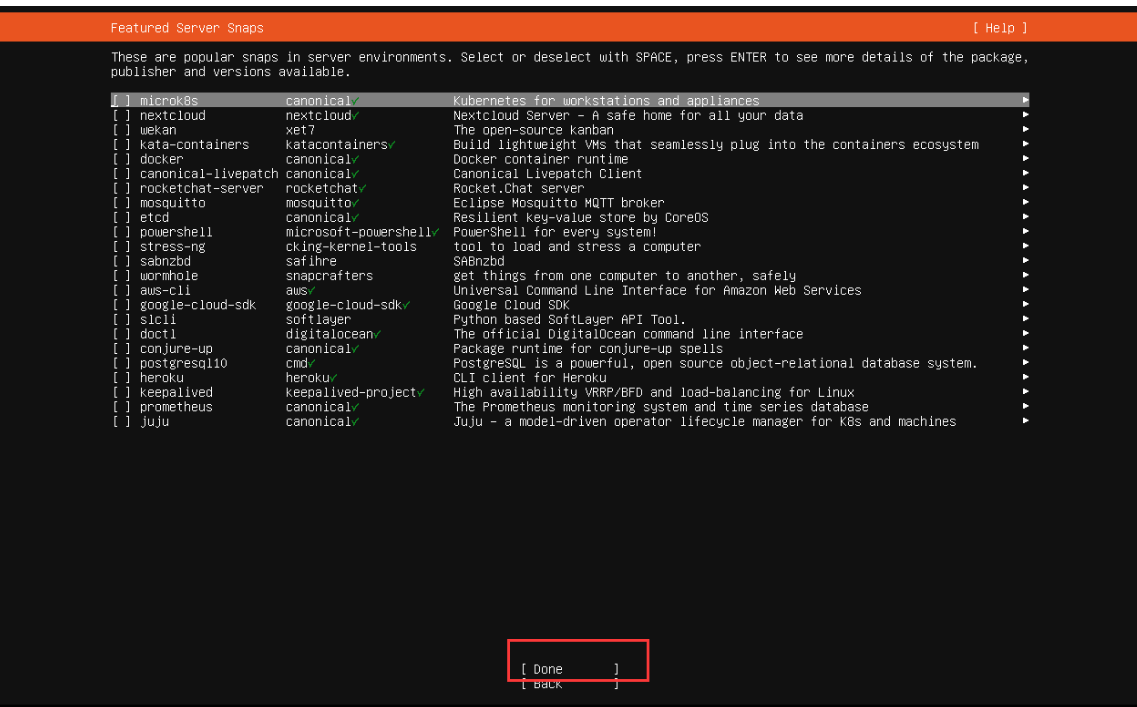 Featured Server Snaps [ Help ]
These are popular snaps in server environments. Select or deselect with SPACE, press ENTER to see more details of the package,
publisher and versions available.
[ ] microk8s canonical✓ Kubernetes for workstations and appliances ▸
[ ] nextcloud nextcloud✓ Nextcloud Server – A safe home for all your data ▸
[ ] wekan xet7 The open-source kanban ▸
[ ] kata-containers katacontainers✓ Build lightweight VMs that seamlessly plug into the containers ecosystem ▸
[ ] docker canonical✓ Docker container runtime ▸
[ ] canonical-livepatch canonical✓ Canonical Livepatch Client ▸
[ ] rocketchat-server rocketchat✓ Rocket.Chat server ▸
[ ] mosquitto mosquitto✓ Eclipse Mosquitto MQTT broker ▸
[ ] etcd canonical✓ Resilient key-value store by CoreOS ▸
[ ] powershell microsoft-powershell✓ PowerShell for every system! ▸
[ ] stress-ng cking-kernel-tools tool to load and stress a computer ▸
[ ] sabnzbd safihre SABnzbd ▸
[ ] wormhole snapcrafters get things from one computer to another, safely ▸
[ ] aws-cli aws✓ Universal Command Line Interface for Amazon Web Services ▸
[ ] google-cloud-sdk google-cloud-sdk✓ Google Cloud SDK ▸
[ ] slcli softlayer Python based SoftLayer API Tool. ▸
[ ] doctl digitalocean✓ The official DigitalOcean command line interface ▸
[ ] conjure-up canonical✓ Package runtime for conjure-up spells ▸
[ ] postgresql10 cmd✓ PostgreSQL is a powerful, open source object-relational database system. ▸
[ ] heroku heroku✓ CLI client for Heroku ▸
[ ] keepalived keepalived-project✓ High availability VRRP/BFD and load-balancing for Linux ▸
[ ] prometheus canonical✓ The Prometheus monitoring system and time series database ▸
[ ] juju canonical✓ Juju – a model-driven operator lifecycle manager for K8s and machines ▸
[ Done ]
[ Back ]